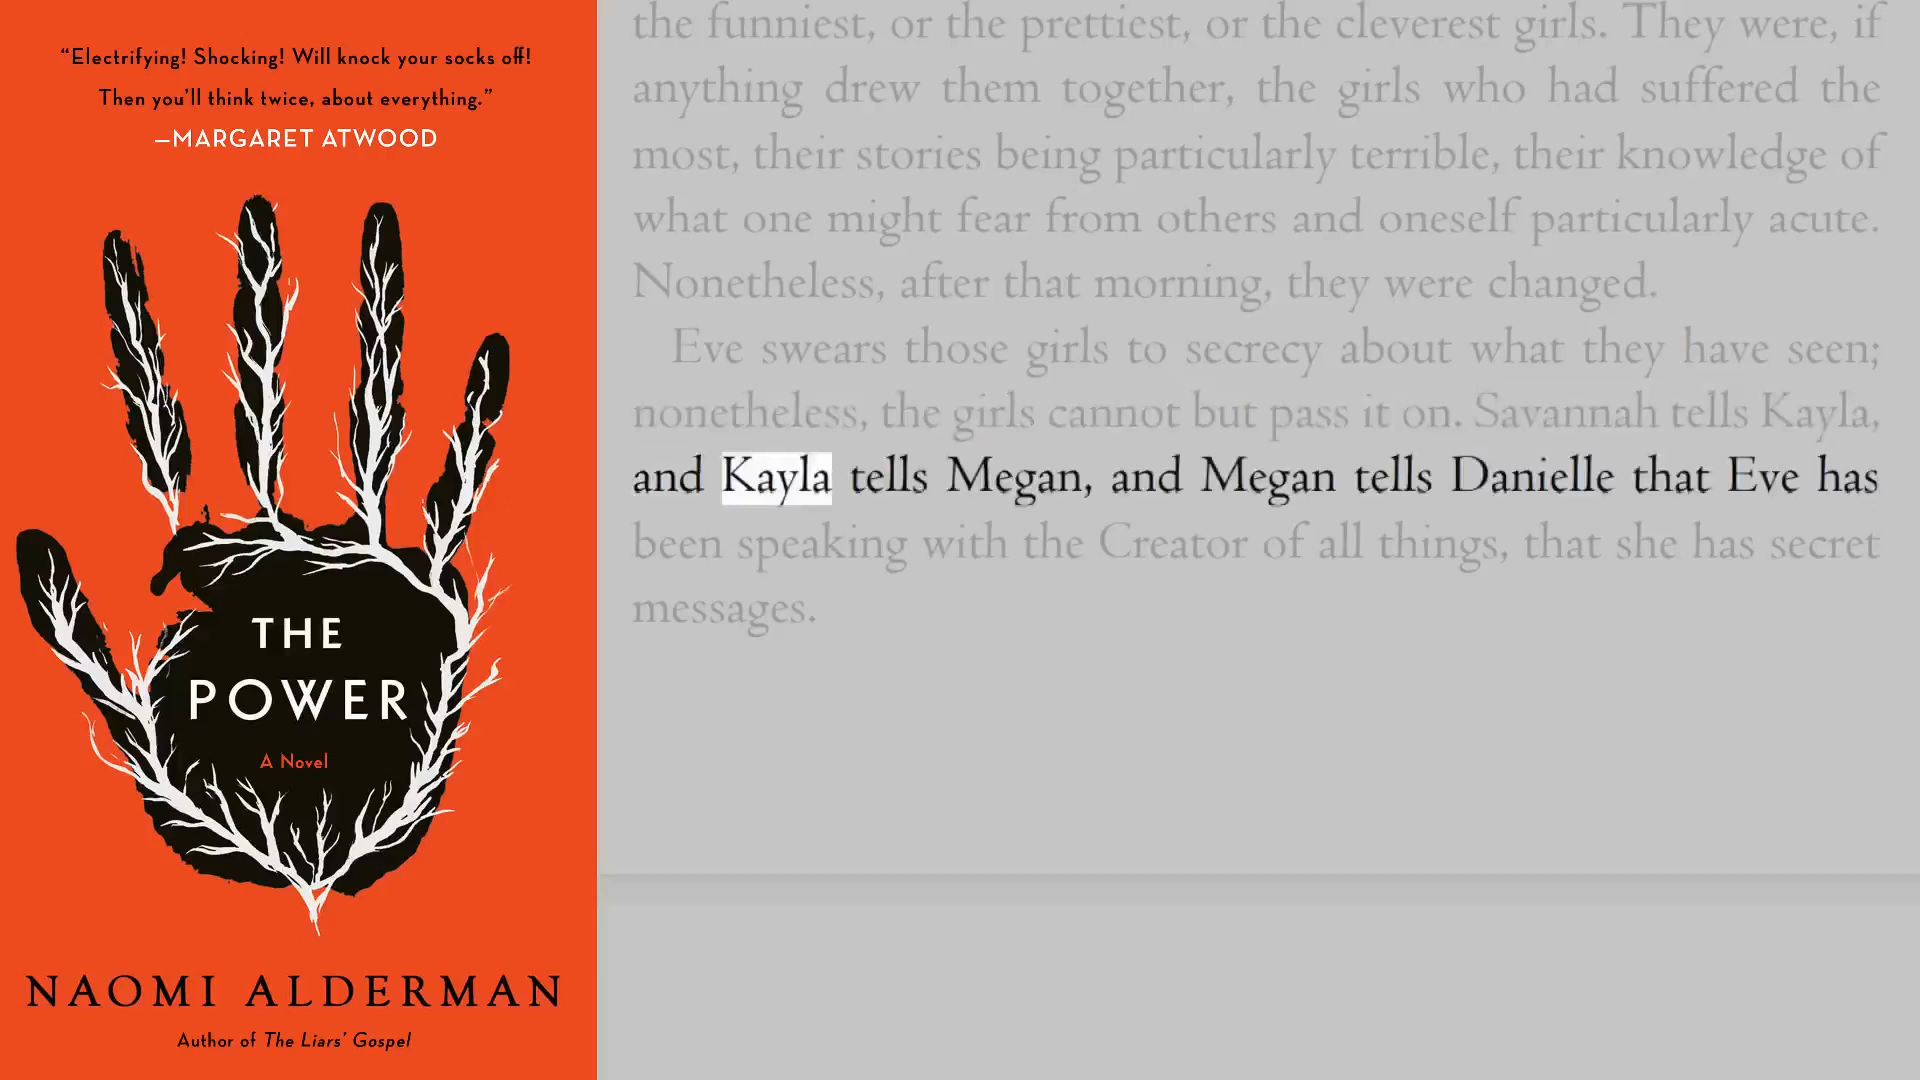 “Electrifying! Shocking! Will knock your socks off!
Then you’ll think twice, about everything.”
—MARGARET ATWOOD
THE
POWER
A Novel
NAOMI ALDERMAN
Author of The Liars’ Gospel
the funniest, or the prettiest, or the cleverest girls. They were, if
anything drew them together, the girls who had suffered the
most, their stories being particularly terrible, their knowledge of
what one might fear from others and oneself particularly acute.
Nonetheless, after that morning, they were changed.
Eve swears those girls to secrecy about what they have seen;
nonetheless, the girls cannot but pass it on. Savannah tells Kayla,
and Kayla tells Megan, and Megan tells Danielle that Eve has
been speaking with the Creator of all things, that she has secret
messages.